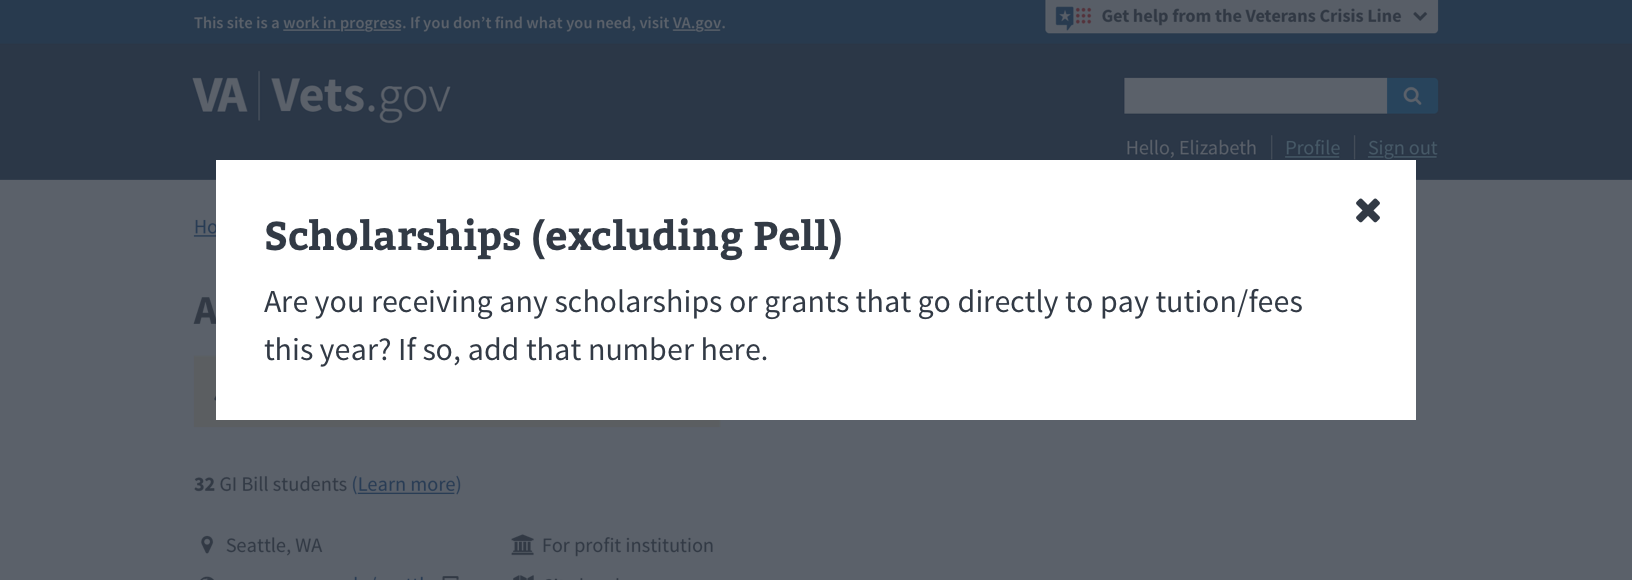 This site is a work in progress. If you don't find what you need, visit VA.gov.
Get help from the Veterans Crisis Line
VA | Vets.gov
Hello, Elizabeth | Profile | Sign out
Ho
A
Scholarships (excluding Pell)
Are you receiving any scholarships or grants that go directly to pay tution/fees
this year? If so, add that number here.
32 GI Bill students (Learn more)
Seattle, WA
For profit institution